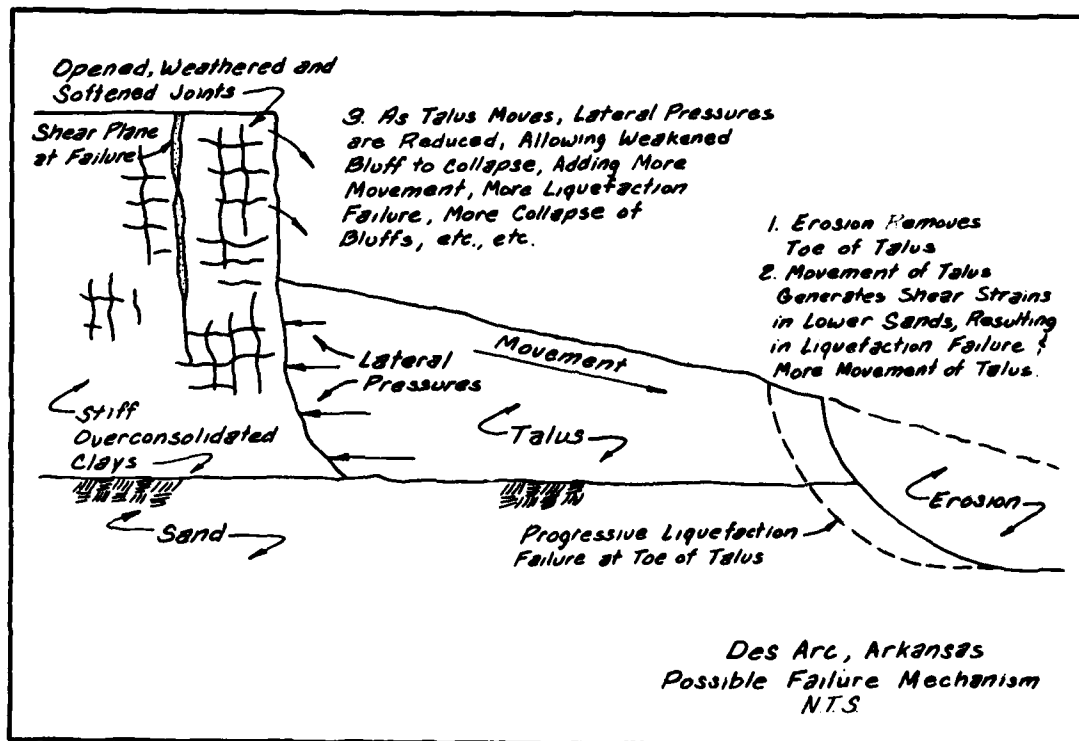 Opened, Weathered and
Softened Joints
Shear Plane
at Failure
3. As Talus Moves, Lateral Pressures
are Reduced, Allowing Weakened
Bluff to Collapse, Adding More
Movement, More Liquefaction
Failure, More Collapse of
Bluffs, etc., etc.
1. Erosion Removes
Toe of Talus
2. Movement of Talus
Generates Shear Strains
in Lower Sands, Resulting
in Liquefaction Failure &
More Movement of Talus.
Movement
Lateral
Pressures
Stiff
Overconsolidated
Clays
Talus
Erosion
Sand
Progressive Liquefaction
Failure at Toe of Talus
Des Arc, Arkansas
Possible Failure Mechanism
N.T.S.